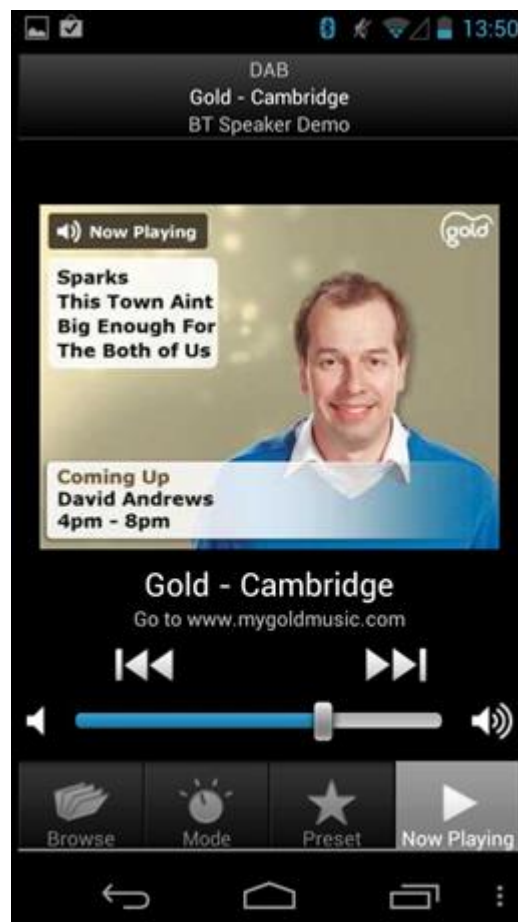 13:50
DAB
Gold - Cambridge
BT Speaker Demo
Now Playing
gold
Sparks
This Town Aint
Big Enough For
The Both of Us
Coming Up
David Andrews
4pm - 8pm
Gold - Cambridge
Go to www.mygoldmusic.com
Browse
Mode
Preset
Now Playing